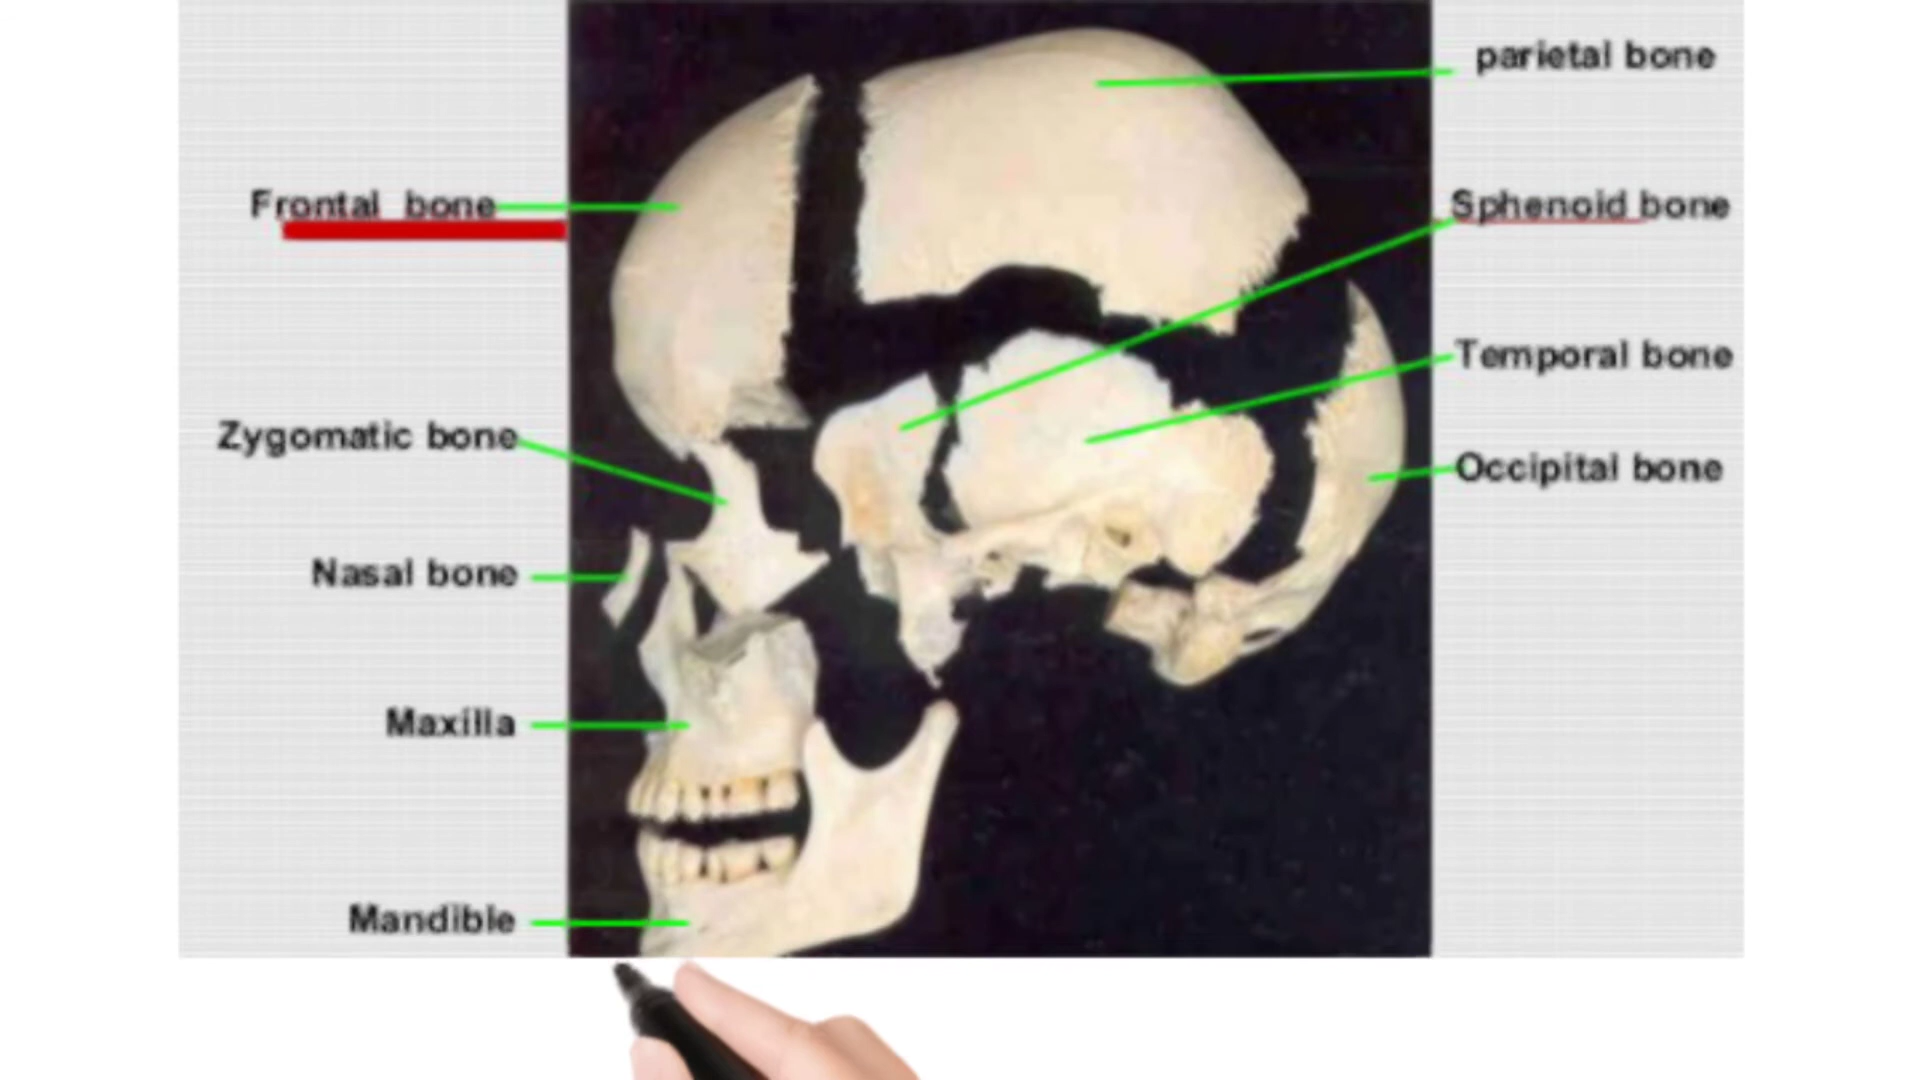 parietal bone
Frontal bone
Sphenoid bone
Temporal bone
Zygomatic bone
Occipital bone
Nasal bone
Maxilla
Mandible